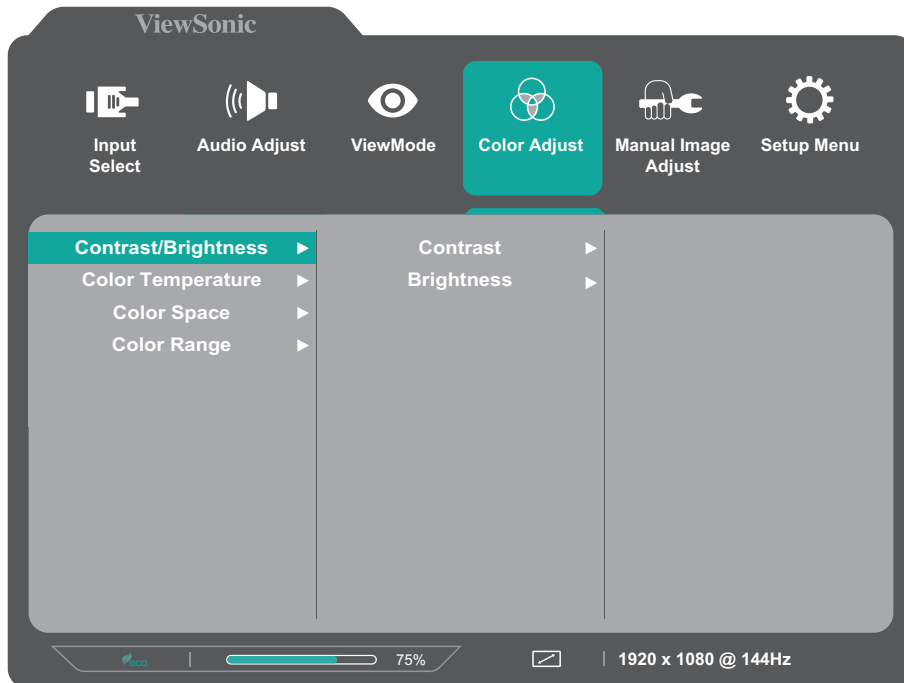 ViewSonic
Input
Select
Audio Adjust
ViewMode
Color Adjust
Manual Image
Adjust
Setup Menu
Contrast/Brightness
Color Temperature
Color Space
Color Range
Contrast
Brightness
eco
75%
1920 x 1080 @ 144Hz